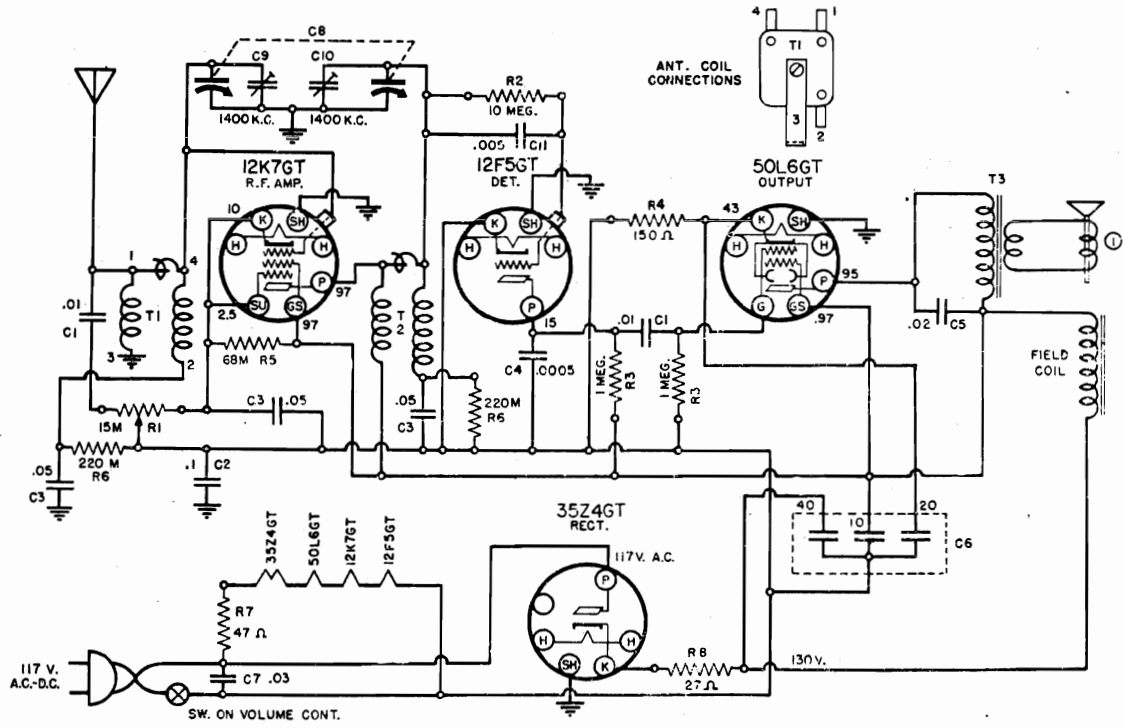 C8
C9
C10
1400 K.C.
1400 K.C.
R2
10 MEG.
.005
C11
4
1
T1
3
2
ANT. COIL
CONNECTIONS
12K7GT
R.F. AMP.
12F5GT
DET.
50L6GT
OUTPUT
T3
10
K
SH
H
H
P
SU
GS
2.5
97
97
K
SH
H
H
P
15
R4
150 Ω
43
K
SH
H
H
P
G
GS
95
.97
1
1
4
T1
3
2
.01
C1
T
2
.01
C1
.02
C5
FIELD
COIL
68M
R5
C4
.0005
1 MEG.
R3
1 MEG.
R3
C3
.05
.05
C3
220M
R6
15M
R1
220 M
R6
.05
C3
.1
C2
35Z4GT
50L6GT
12K7GT
12F5GT
35Z4GT
RECT.
117 V. A.C.
40
10
20
C6
P
H
H
SH
K
R7
47 Ω
R8
27 Ω
130V.
117 V.
A.C.-D.C.
C7 .03
SW. ON VOLUME CONT.